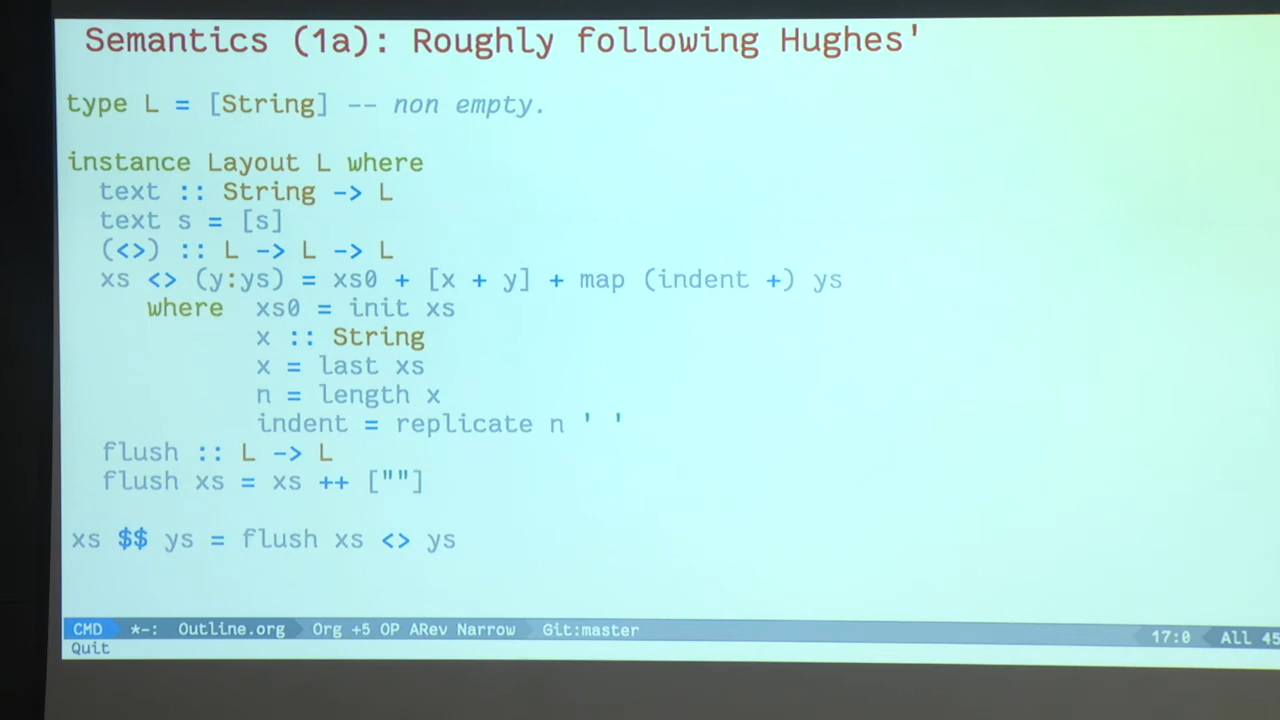 Semantics (1a): Roughly following Hughes'
type L = [String] -- non empty.
instance Layout L where
text :: String -> L
text s = [s]
(<>) :: L -> L -> L
xs <> (y:ys) = xs0 + [x + y] + map (indent +) ys
where xs0 = init xs
x :: String
x = last xs
n = length x
indent = replicate n ' '
flush :: L -> L
flush xs = xs ++ [""]
xs $$ ys = flush xs <> ys
CMD *-: Outline.org Org +5 OP ARev Narrow Git:master 17:0 All 45
Quit